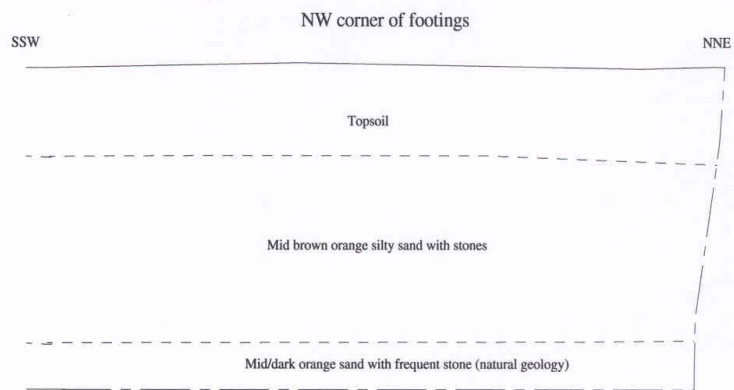 NW corner of footings
SSW
NNE
Topsoil
Mid brown orange silty sand with stones
Mid/dark orange sand with frequent stone (natural geology)